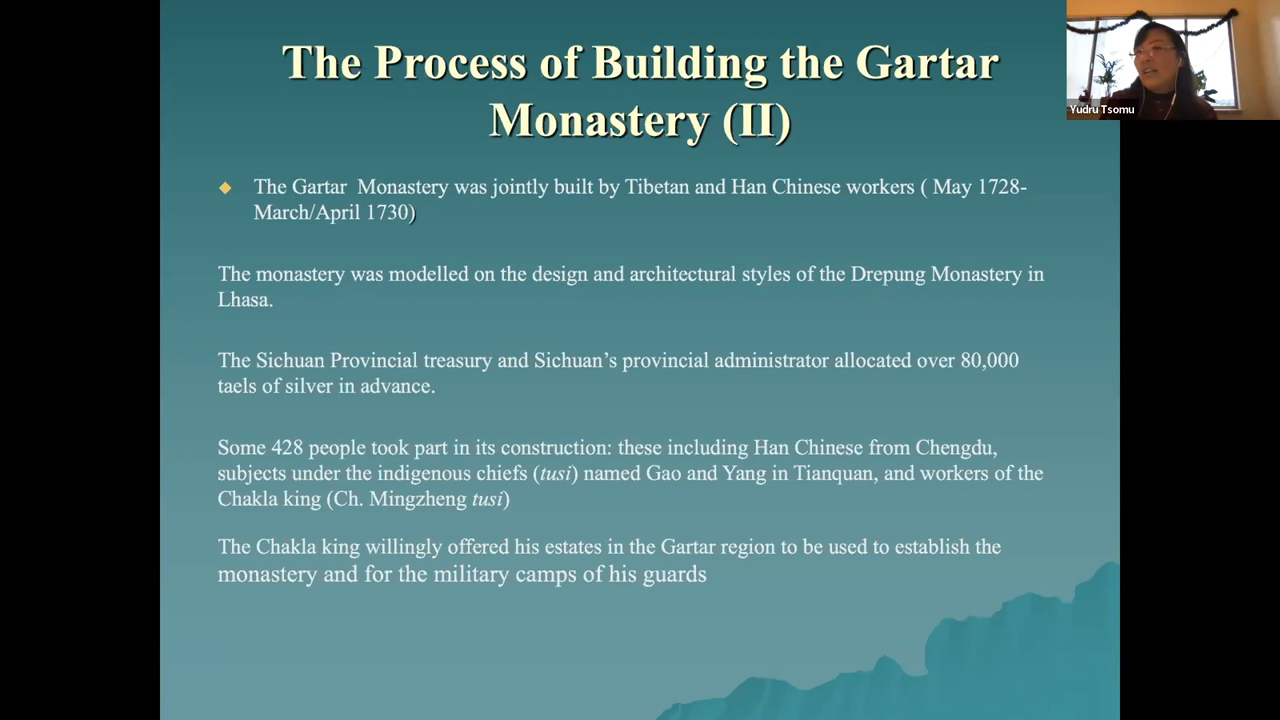 The Process of Building the Gartar
Monastery (II)
Yudru Tsomu
The Gartar Monastery was jointly built by Tibetan and Han Chinese workers ( May 1728-
March/April 1730)
The monastery was modelled on the design and architectural styles of the Drepung Monastery in
Lhasa.
The Sichuan Provincial treasury and Sichuan’s provincial administrator allocated over 80,000
taels of silver in advance.
Some 428 people took part in its construction: these including Han Chinese from Chengdu,
subjects under the indigenous chiefs (tusi) named Gao and Yang in Tianquan, and workers of the
Chakla king (Ch. Mingzheng tusi)
The Chakla king willingly offered his estates in the Gartar region to be used to establish the
monastery and for the military camps of his guards